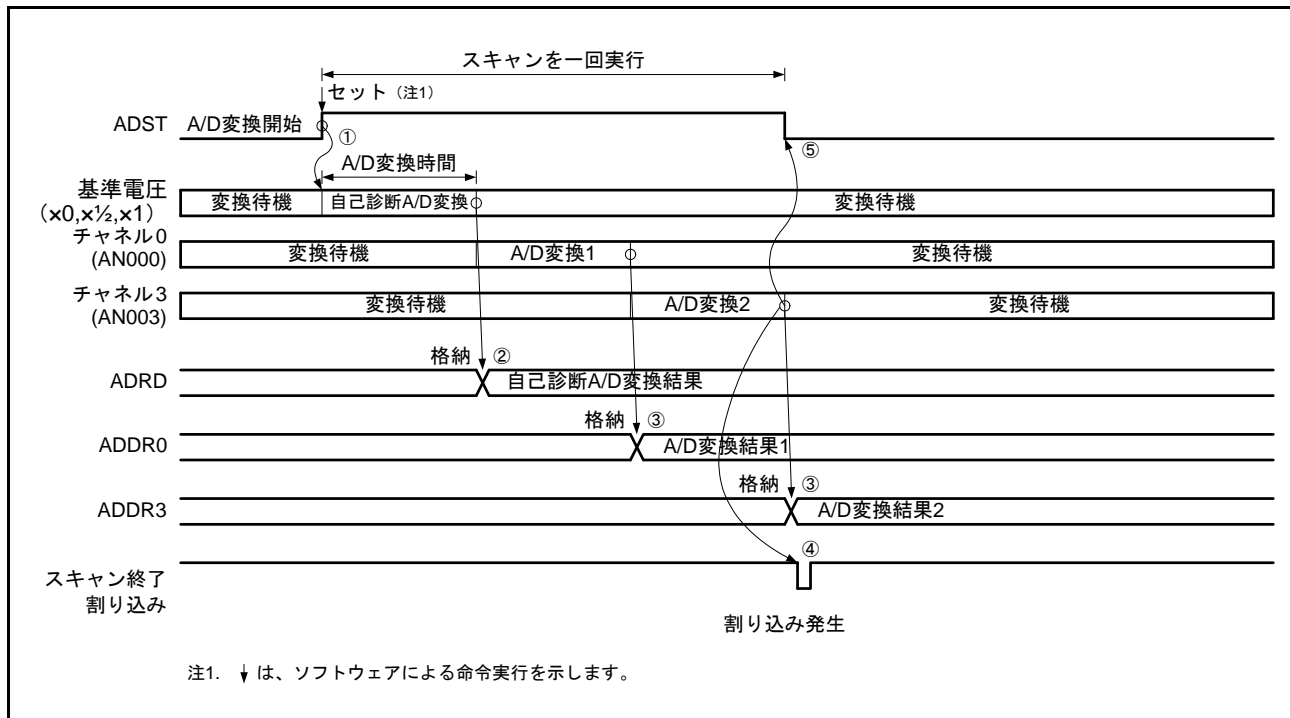 スキャンを一回実行
セット（注1）
ADST A/D変換開始 ① ⑤
A/D変換時間
基準電圧
（×0,×½,×1） 変換待機 自己診断A/D変換 変換待機
チャネル0
(AN000) 変換待機 A/D変換1 変換待機
チャネル3
(AN003) 変換待機 A/D変換2 変換待機
格納 ②
ADRD 自己診断A/D変換結果
格納 ③
ADDR0 A/D変換結果1
格納 ③
ADDR3 A/D変換結果2
④
スキャン終了
割り込み
割り込み発生
注1. ↓は、ソフトウェアによる命令実行を示します。